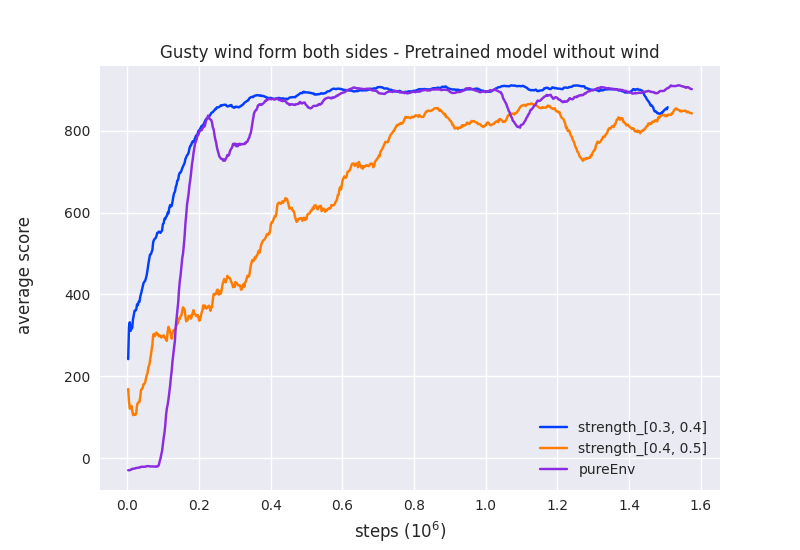 Gusty wind form both sides - Pretrained model without wind
average score
800
600
400
200
0
0.0 0.2 0.4 0.6 0.8 1.0 1.2 1.4 1.6
steps (10⁶)
strength_[0.3, 0.4]
strength_[0.4, 0.5]
pureEnv